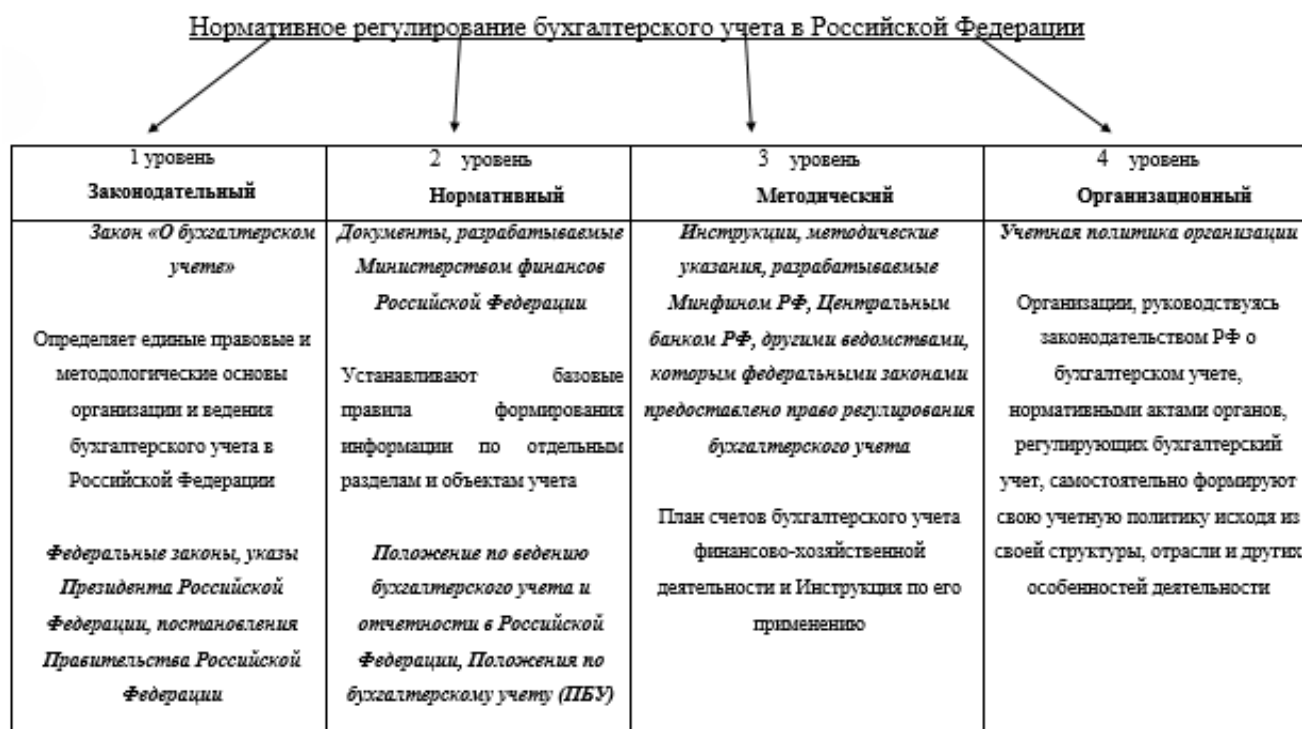 Нормативное регулирование бухгалтерского учета в Российской Федерации
1 уровень
Законодательный
2 уровень
Нормативный
3 уровень
Методический
4 уровень
Организационный
Закон «О бухгалтерском
учете»
Определяет единые правовые и
методологические основы
организации и ведения
бухгалтерского учета в
Российской Федерации
Федеральные законы, указы
Президента Российской
Федерации, постановления
Правительства Российской
Федерации
Документы, разрабатываемые
Министерством финансов
Российской Федерации
Устанавливают базовые
правила формирования
информации по отдельным
разделам и объектам учета
Положение по ведению
бухгалтерского учета и
отчетности в Российской
Федерации, Положения по
бухгалтерскому учету (ПБУ)
Инструкции, методические
указания, разрабатываемые
Минфином РФ, Центральным
банком РФ, другими ведомствами,
которым федеральными законами
предоставлено право регулирования
бухгалтерского учета
План счетов бухгалтерского учета
финансово-хозяйственной
деятельности и Инструкция по его
применению
Учетная политика организации
Организации, руководствуясь
законодательством РФ о
бухгалтерском учете,
нормативными актами органов,
регулирующих бухгалтерский
учет, самостоятельно формируют
свою учетную политику исходя из
своей структуры, отрасли и других
особенностей деятельности